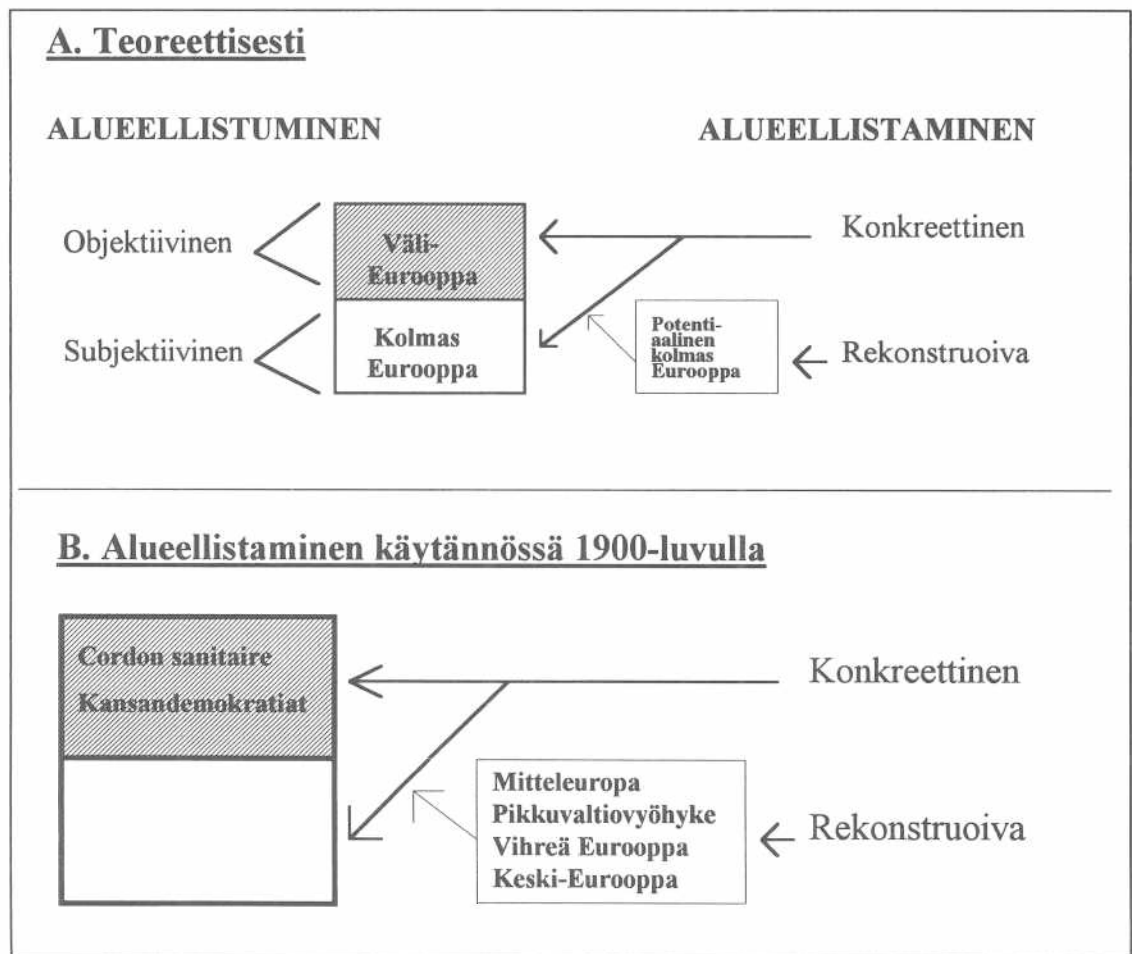 A. Teoreettisesti
ALUEELLISTUMINEN
ALUEELLISTAMINEN
Objektiivinen
Väli-
Eurooppa
Konkreettinen
Subjektiivinen
Kolmas
Eurooppa
Potenti-
aalinen
kolmas
Eurooppa
Rekonstruoiva
B. Alueellistaminen käytännössä 1900-luvulla
Cordon sanitaire
Kansandemokratiat
Konkreettinen
Mitteleuropa
Pikkuvaltiovyöhyke
Vihreä Eurooppa
Keski-Eurooppa
Rekonstruoiva